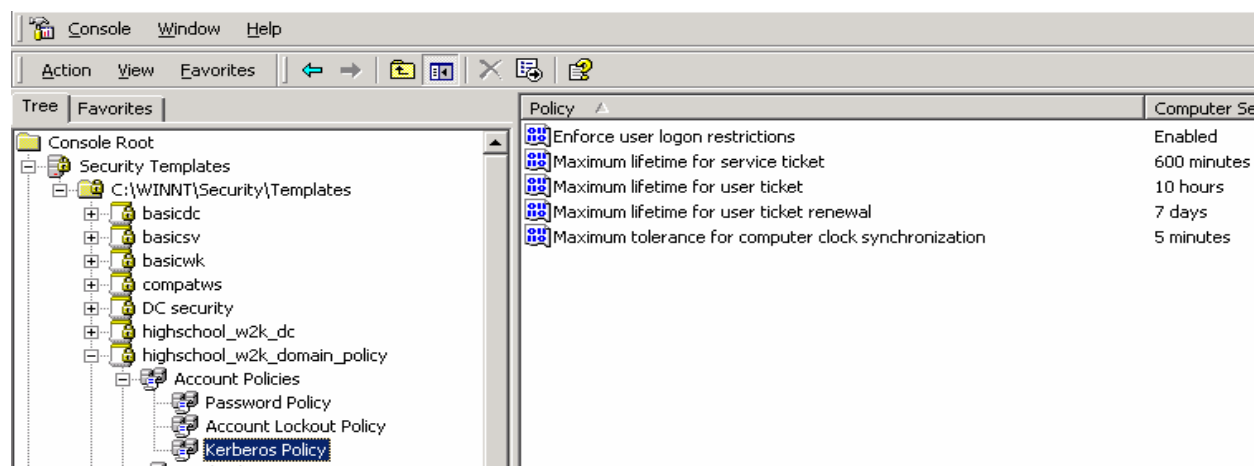 Console Window Help
Action View Favorites
Tree Favorites
Console Root
Security Templates
C:\WINNT\Security\Templates
basicdc
basicsv
basicwk
compatws
DC security
highschool_w2k_dc
highschool_w2k_domain_policy
Account Policies
Password Policy
Account Lockout Policy
Kerberos Policy
Policy Computer Se
Enforce user logon restrictions Enabled
Maximum lifetime for service ticket 600 minutes
Maximum lifetime for user ticket 10 hours
Maximum lifetime for user ticket renewal 7 days
Maximum tolerance for computer clock synchronization 5 minutes